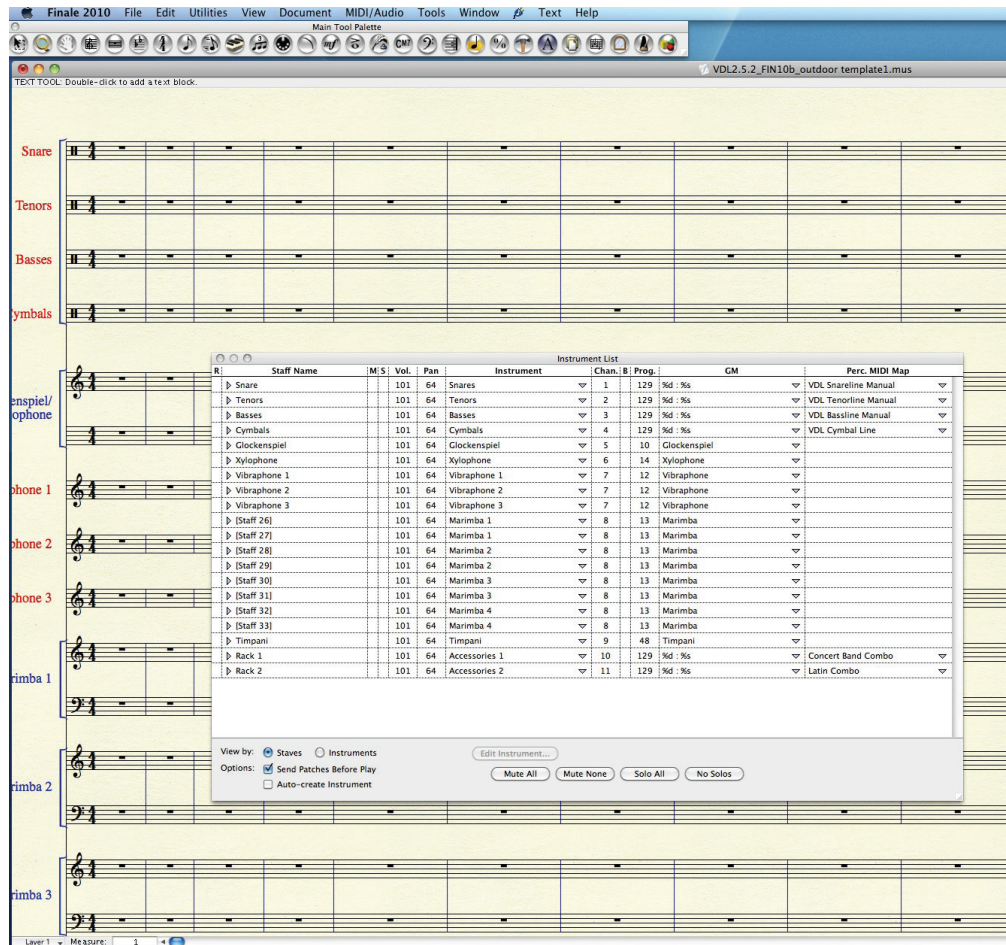 Finale 2010 File Edit Utilities View Document MIDI/Audio Tools Window Text Help
Main Tool Palette
mf CM7 % A
VDL2.5.2_FIN10b_outdoor template1.mus
TEXT TOOL: Double-click to add a text block.
Snare
Tenors
Basses
ymbals
enspiel/
ophone
phone 1
phone 2
phone 3
rimba 1
rimba 2
rimba 3
Instrument List
R Staff Name M S Vol. Pan Instrument Chan. B Prog. GM Perc. MIDI Map
Snare 101 64 Snares 1 129 %d : %s VDL Snareline Manual
Tenors 101 64 Tenors 2 129 %d : %s VDL Tenorline Manual
Basses 101 64 Basses 3 129 %d : %s VDL Bassline Manual
Cymbals 101 64 Cymbals 4 129 %d : %s VDL Cymbal Line
Glockenspiel 101 64 Glockenspiel 5 10 Glockenspiel
Xylophone 101 64 Xylophone 6 14 Xylophone
Vibraphone 1 101 64 Vibraphone 1 7 12 Vibraphone
Vibraphone 2 101 64 Vibraphone 2 7 12 Vibraphone
Vibraphone 3 101 64 Vibraphone 3 7 12 Vibraphone
[Staff 26] 101 64 Marimba 1 8 13 Marimba
[Staff 27] 101 64 Marimba 1 8 13 Marimba
[Staff 28] 101 64 Marimba 2 8 13 Marimba
[Staff 29] 101 64 Marimba 2 8 13 Marimba
[Staff 30] 101 64 Marimba 3 8 13 Marimba
[Staff 31] 101 64 Marimba 3 8 13 Marimba
[Staff 32] 101 64 Marimba 4 8 13 Marimba
[Staff 33] 101 64 Marimba 4 8 13 Marimba
Timpani 101 64 Timpani 9 48 Timpani
Rack 1 101 64 Accessories 1 10 129 %d : %s Concert Band Combo
Rack 2 101 64 Accessories 2 11 129 %d : %s Latin Combo
View by: Staves Instruments Edit Instrument...
Options: Send Patches Before Play Mute All Mute None Solo All No Solos
Auto-create Instrument
Layer 1 Measure: 1